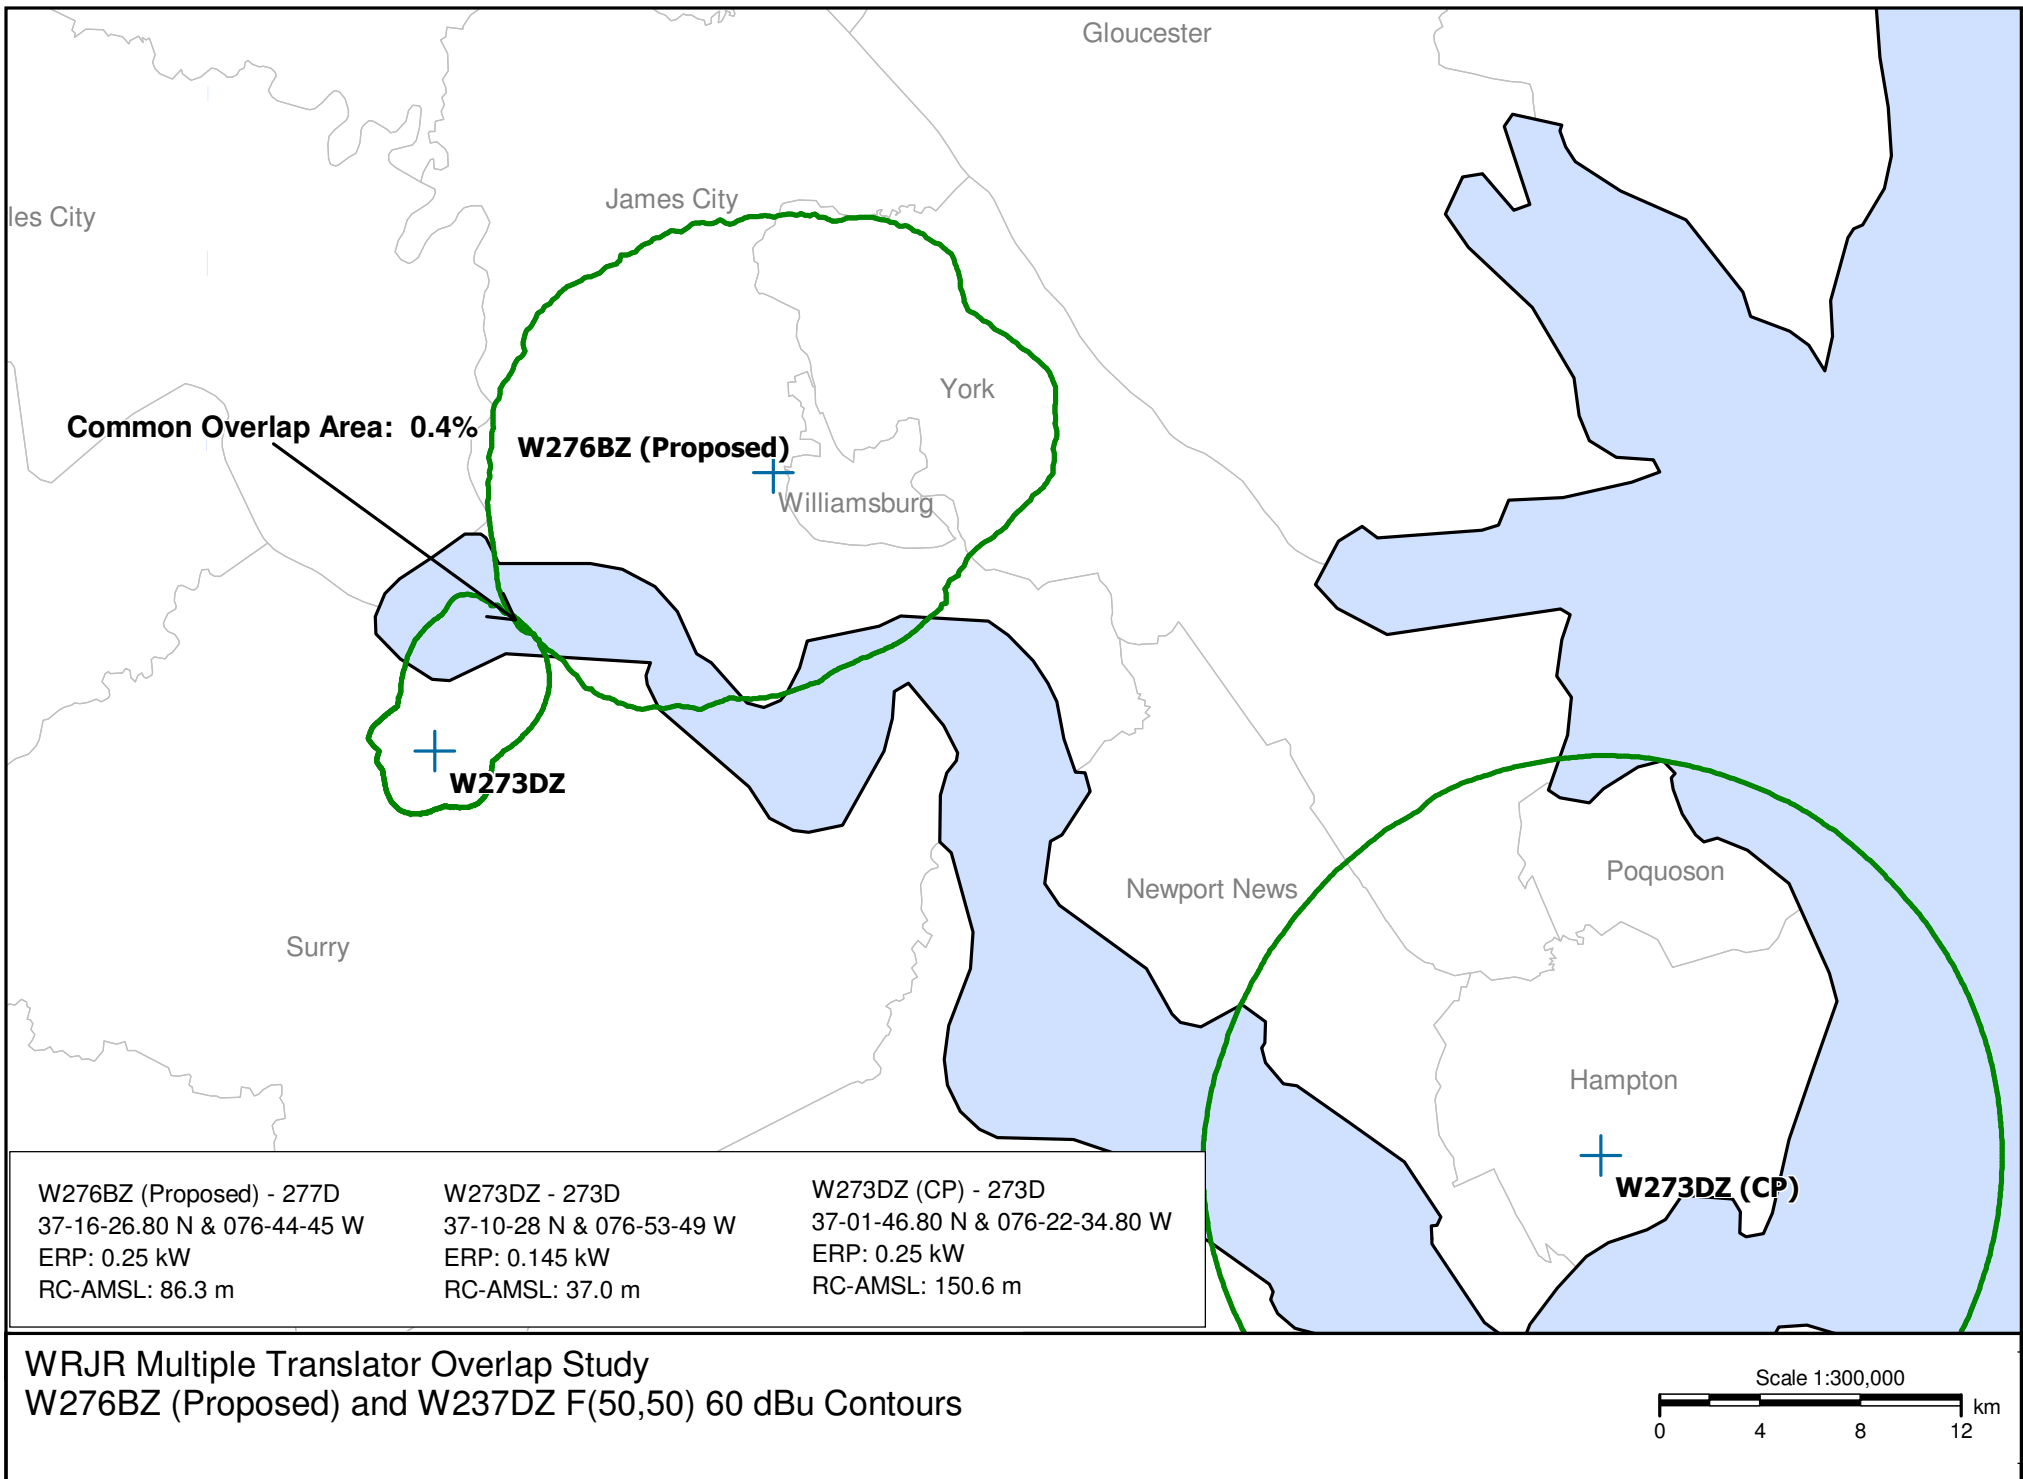 Gloucester
James City
les City
York
Common Overlap Area:  0.4%
W276BZ (Proposed)
Williamsburg
W273DZ
Poquoson
Newport News
Surry
Hampton
W273DZ (CP)
W276BZ (Proposed) - 277D
37-16-26.80 N & 076-44-45 W
ERP: 0.25 kW
RC-AMSL: 86.3 m
W273DZ - 273D
37-10-28 N & 076-53-49 W
ERP: 0.145 kW
RC-AMSL: 37.0 m
W273DZ (CP) - 273D
37-01-46.80 N & 076-22-34.80 W
ERP: 0.25 kW
RC-AMSL: 150.6 m
WRJR Multiple Translator Overlap Study
W276BZ (Proposed) and W237DZ F(50,50) 60 dBu Contours
Scale 1:300,000
km
0 4 8 12